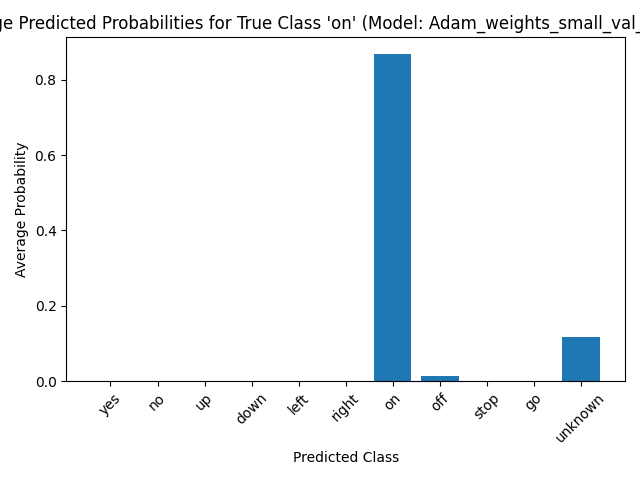 ge Predicted Probabilities for True Class 'on' (Model: Adam_weights_small_val_
Average Probability
0.8
0.6
0.4
0.2
0.0
yes
no
up
down
left
right
on
off
stop
go
unknown
Predicted Class